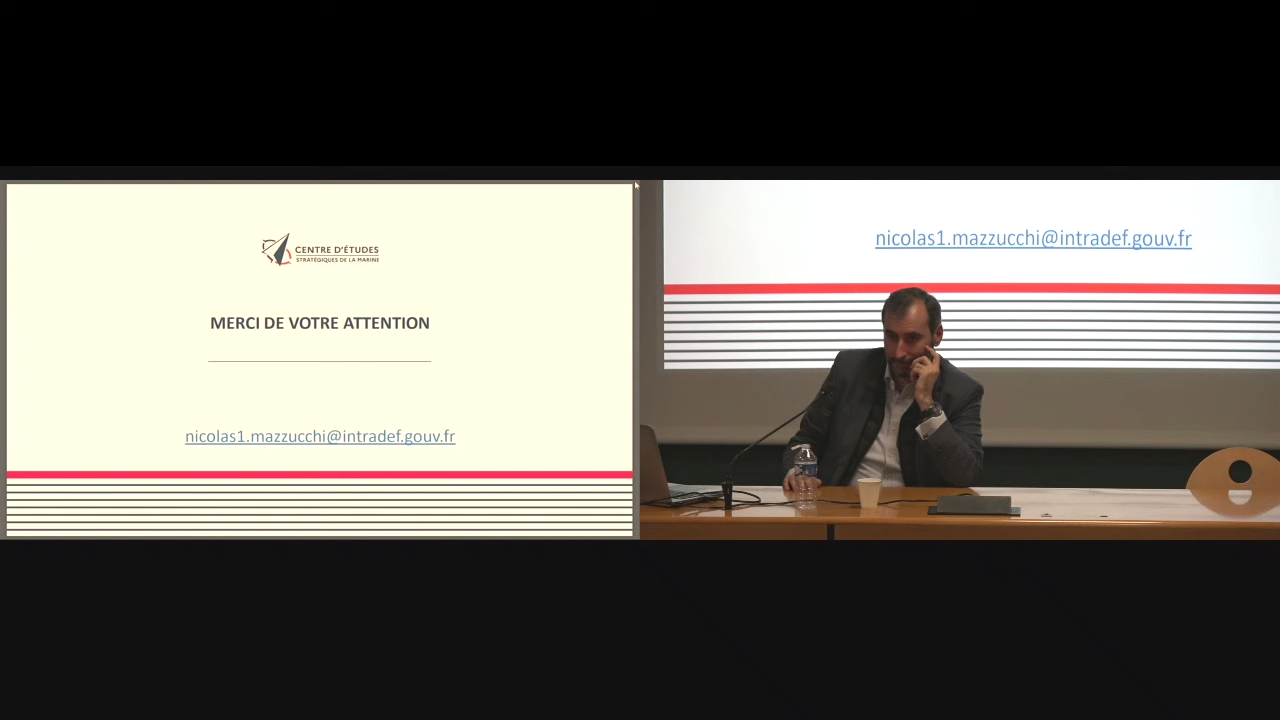 CENTRE D'ÉTUDES
STRATÉGIQUES DE LA MARINE
MERCI DE VOTRE ATTENTION
nicolas1.mazzucchi@intradef.gouv.fr
nicolas1.mazzucchi@intradef.gouv.fr